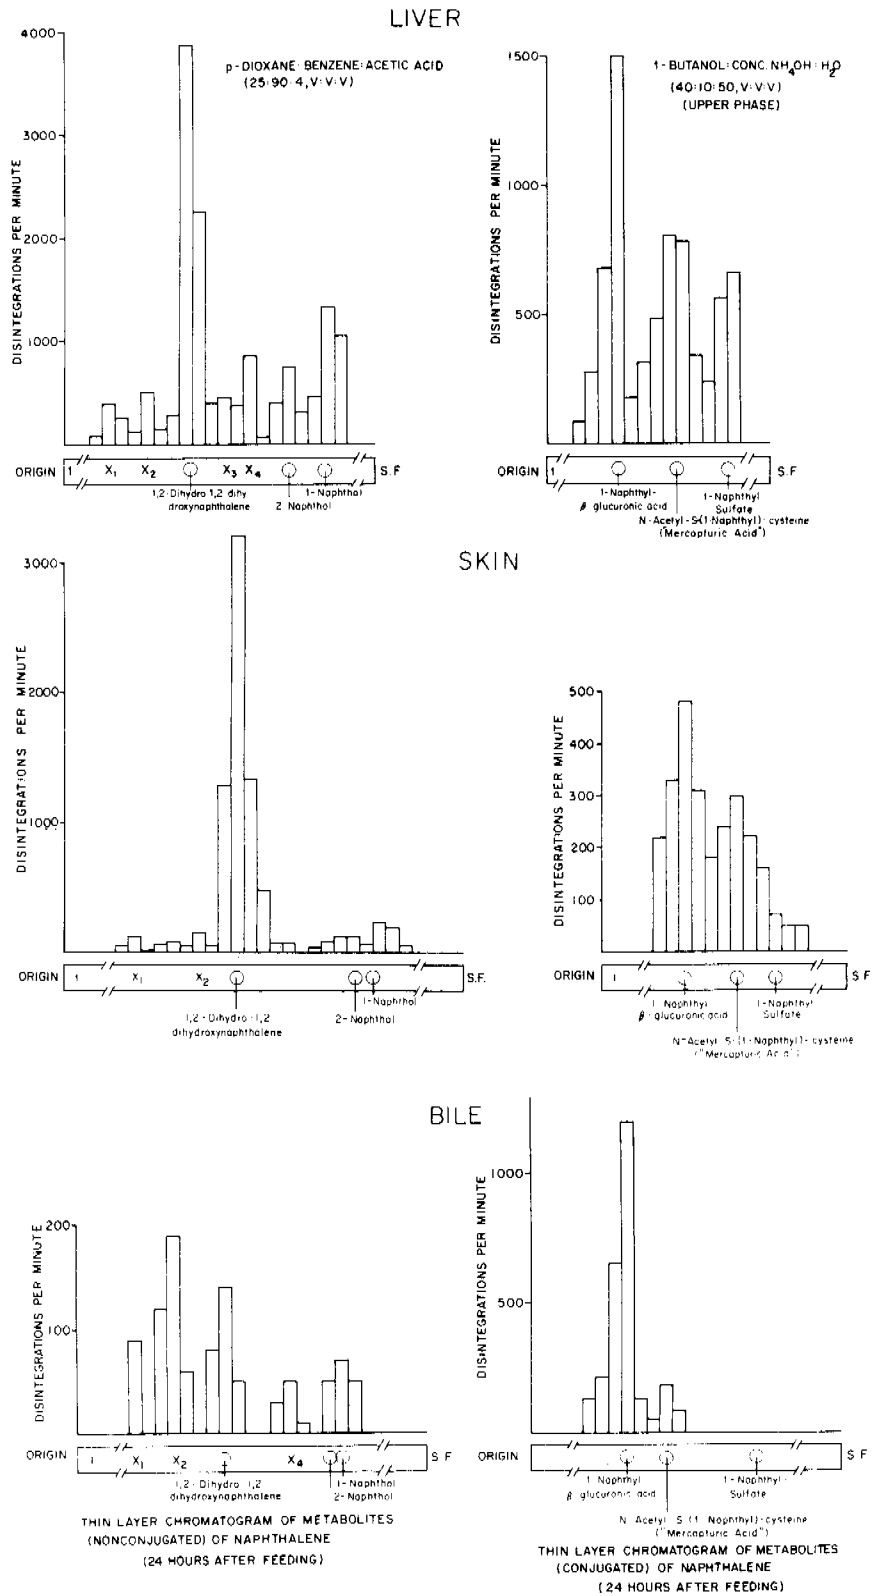 LIVER
4000
3000
2000
1000
DISINTEGRATIONS PER MINUTE
p-DIOXANE: BENZENE: ACETIC ACID
(25:90:4, V:V:V)
ORIGIN 1 X1 X2 X3 X4 S.F
1,2-Dihydro 1,2 dihy
droxynaphthalene
2 Naphthol
1-Naphthol
1500
1000
500
DISINTEGRATIONS PER MINUTE
1-BUTANOL: CONC. NH4OH: H2O
(40:10:50, V:V:V)
(UPPER PHASE)
ORIGIN 1 S.F
1-Naphthyl-
β glucuronic acid
1-Naphthyl
Sulfate
N-Acetyl-S-(1-Naphthyl)-cysteine
("Mercapturic Acid")
SKIN
3000
2000
1000
DISINTEGRATIONS PER MINUTE
ORIGIN 1 X1 X2 S.F.
1,2-Dihydro-1,2
dihydroxynaphthalene
2-Naphthol
1-Naphthol
500
400
300
200
100
DISINTEGRATIONS PER MINUTE
ORIGIN 1 S F
1 Naphthyl
β-glucuronic acid
1-Naphthyl
Sulfate
N-Acetyl S-(1-Naphthyl)-cysteine
("Mercapturic Acid")
BILE
200
100
DISINTEGRATIONS PER MINUTE
ORIGIN 1 X1 X2 X4 S F
1,2-Dihydro-1,2
dihydroxynaphthalene
1-Naphthol
2-Naphthol
THIN LAYER CHROMATOGRAM OF METABOLITES
(NONCONJUGATED) OF NAPHTHALENE
(24 HOURS AFTER FEEDING)
1000
500
DISINTEGRATIONS PER MINUTE
ORIGIN S F
1 Naphthyl
β glucuronic acid
1-Naphthyl-
Sulfate
N-Acetyl S-(1 Naphthyl)-cysteine
("Mercapturic Acid")
THIN LAYER CHROMATOGRAM OF METABOLITES
(CONJUGATED) OF NAPHTHALENE
(24 HOURS AFTER FEEDING)